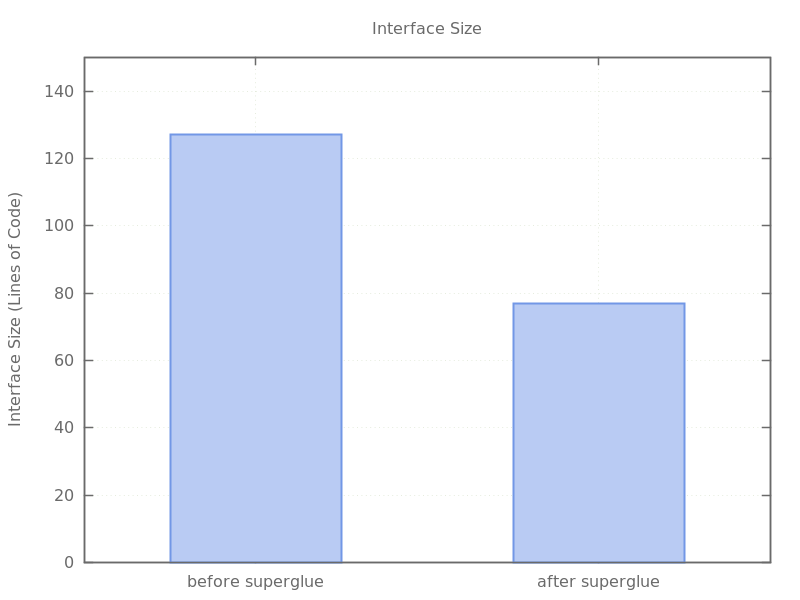 Interface Size
Interface Size (Lines of Code)
140
120
100
80
60
40
20
0
before superglue
after superglue